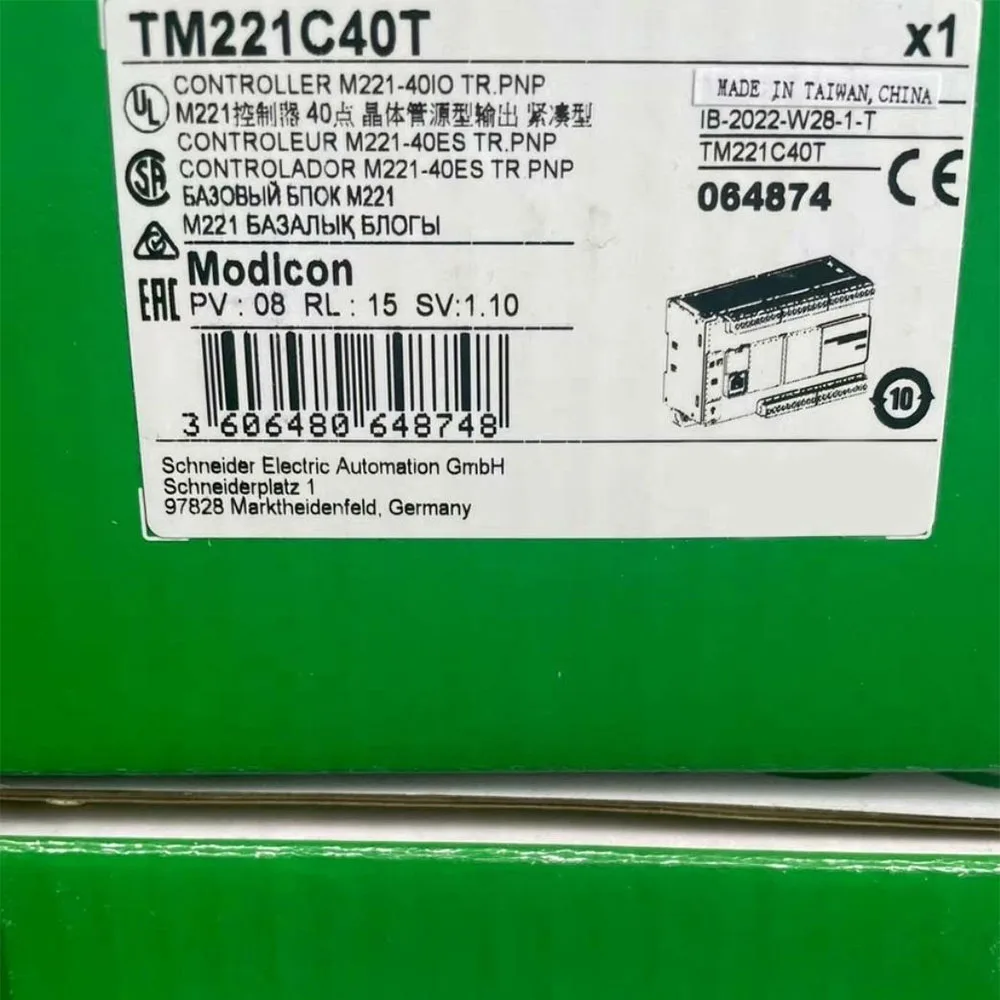 TM221C40T x1
CONTROLLER M221-40IO TR.PNP
M221控制器 40点 晶体管源型输出 紧凑型
CONTROLEUR M221-40ES TR.PNP
CONTROLADOR M221-40ES TR PNP
БАЗОВЫЙ БЛОК M221
M221 БАЗАЛЫҚ БЛОГЫ
UL
SA
EAC
Modicon
PV : 08 RL : 15 SV:1.10
3 606480 648748
MADE IN TAIWAN, CHINA
IB-2022-W28-1-T
TM221C40T
064874
CE
10
Schneider Electric Automation GmbH
Schneiderplatz 1
97828 Marktheidenfeld, Germany